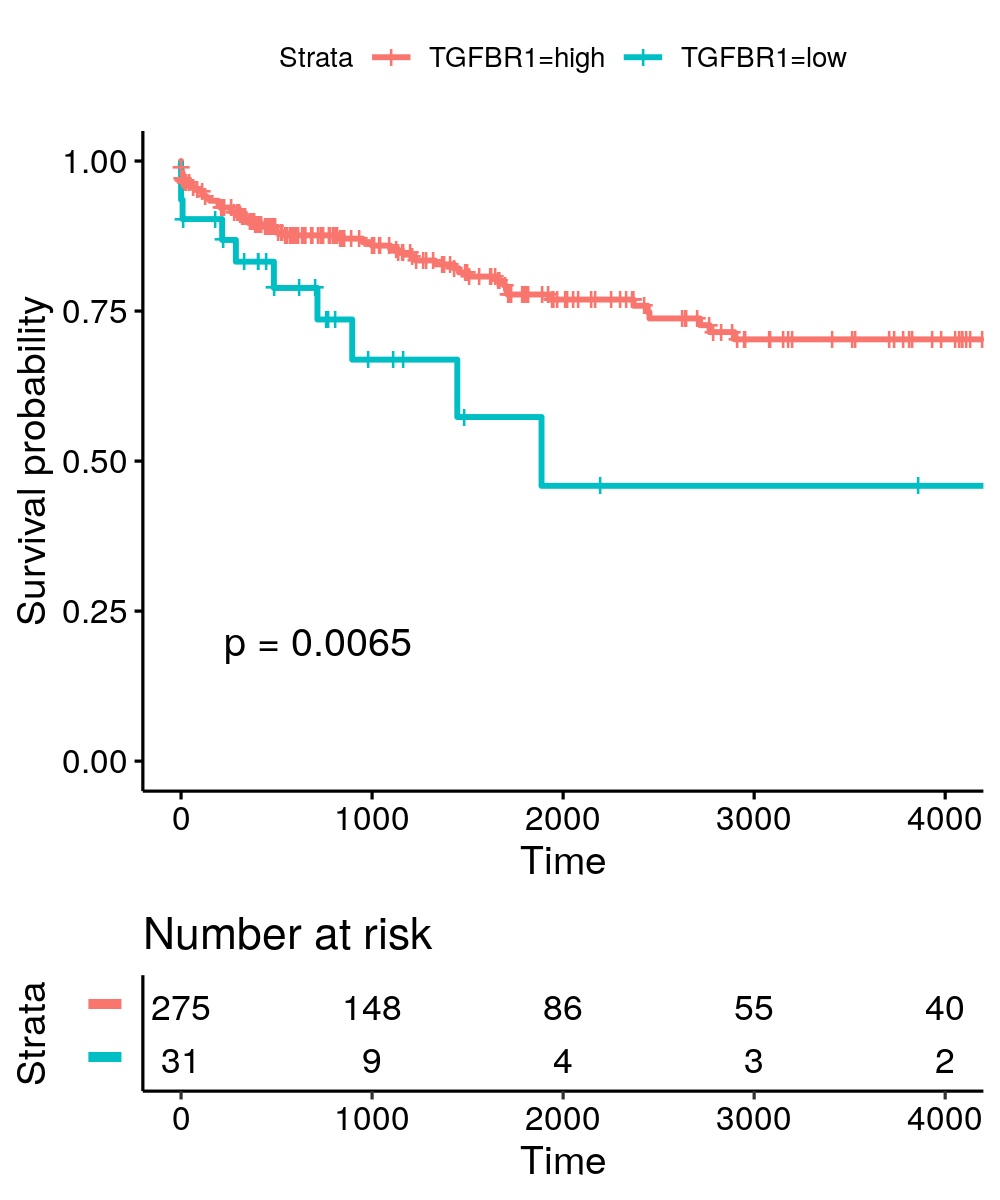 Strata TGFBR1=high TGFBR1=low
Survival probability
1.00
0.75
0.50
0.25
0.00
p = 0.0065
0 1000 2000 3000 4000
Time
Number at risk
Strata
275 148 86 55 40
31 9 4 3 2
0 1000 2000 3000 4000
Time